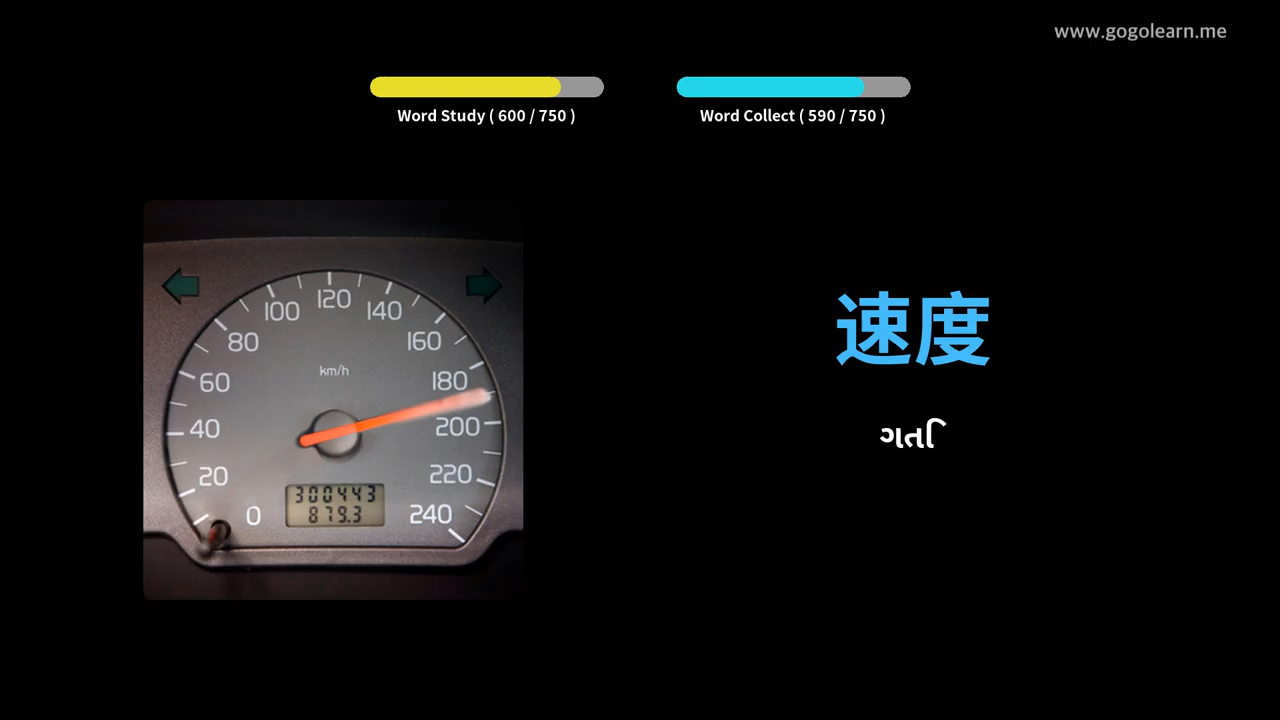 www.gogolearn.me
Word Study ( 600 / 750 )
Word Collect ( 590 / 750 )
120
100
140
80
160
km/h
60
180
40
200
20
220
300443
879.3
0
240
速度
ગતિ